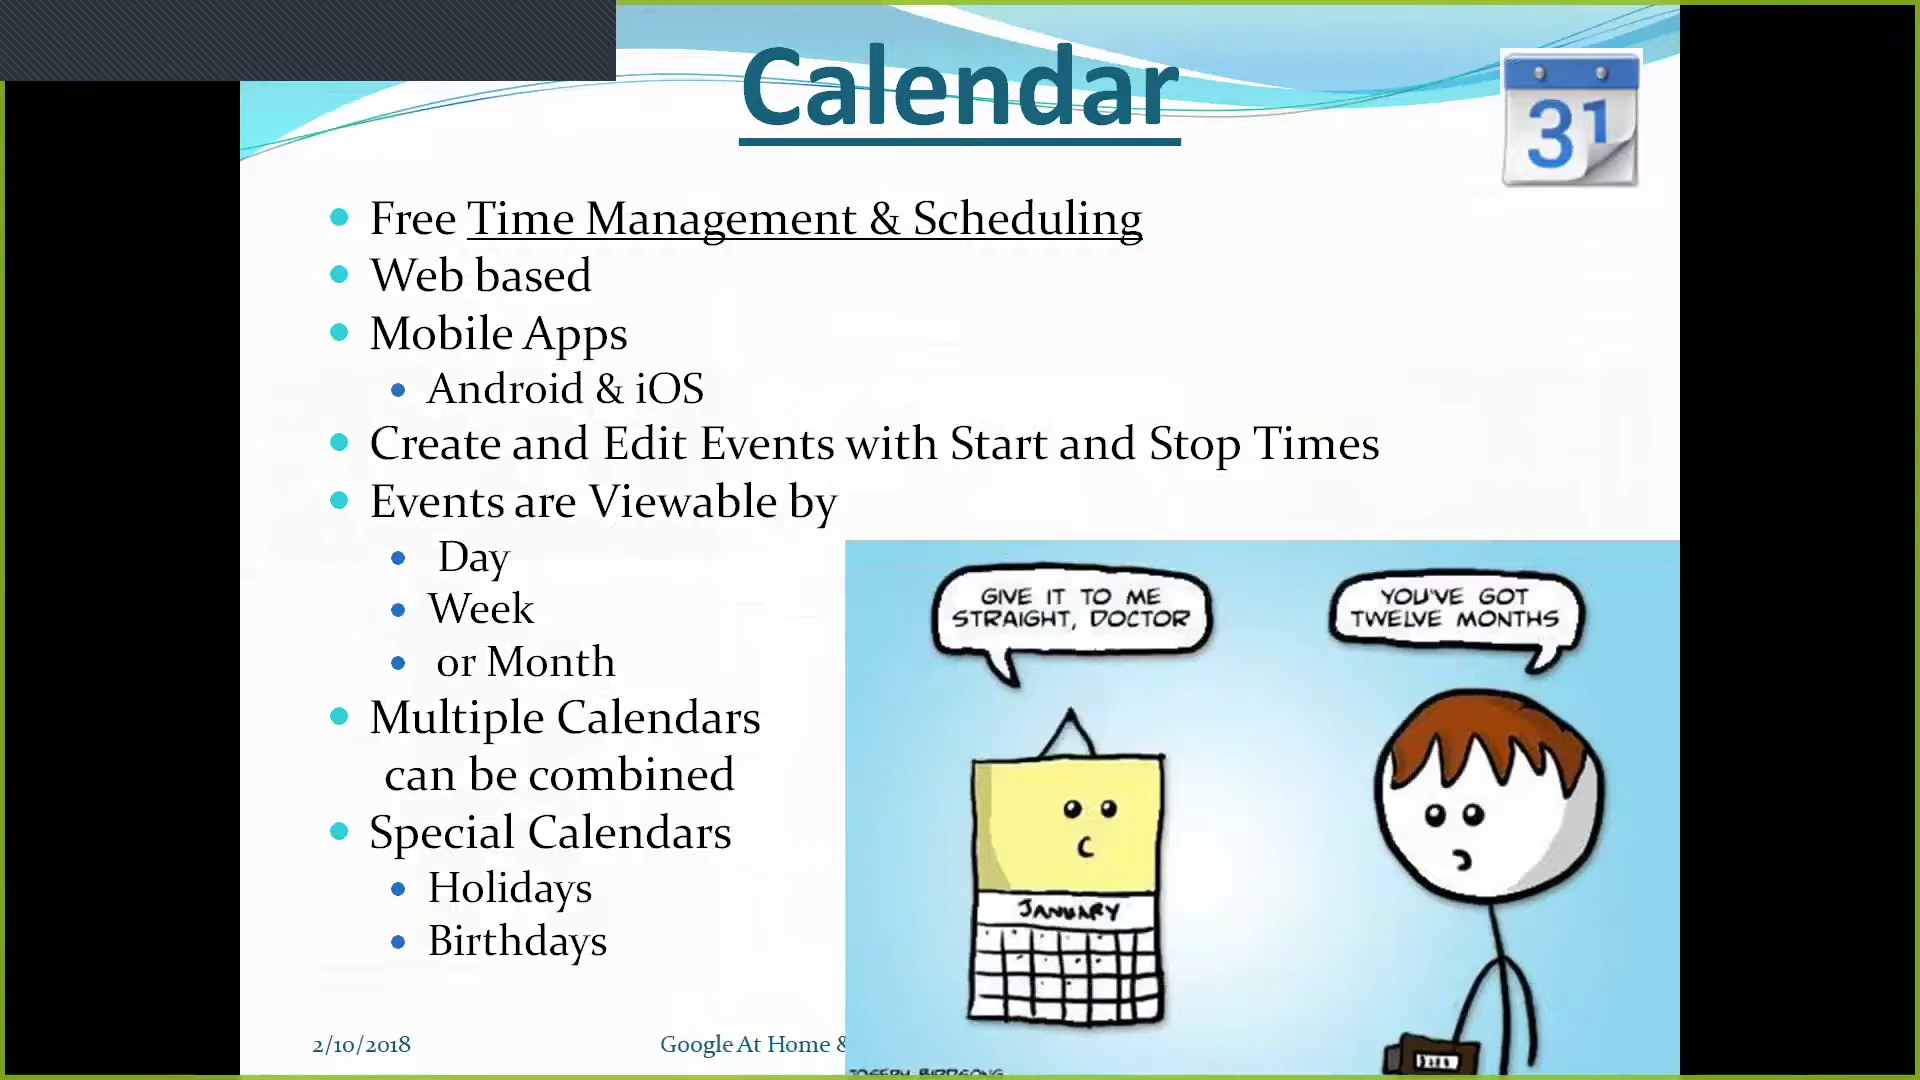 Calendar
31
Free Time Management & Scheduling
Web based
Mobile Apps
Android & iOS
Create and Edit Events with Start and Stop Times
Events are Viewable by
Day
Week
or Month
Multiple Calendars
can be combined
Special Calendars
Holidays
Birthdays
GIVE IT TO ME
STRAIGHT, DOCTOR
YOU'VE GOT
TWELVE MONTHS
JANUARY
2/10/2018
Google At Home &
JOSEPH BIRDSONG